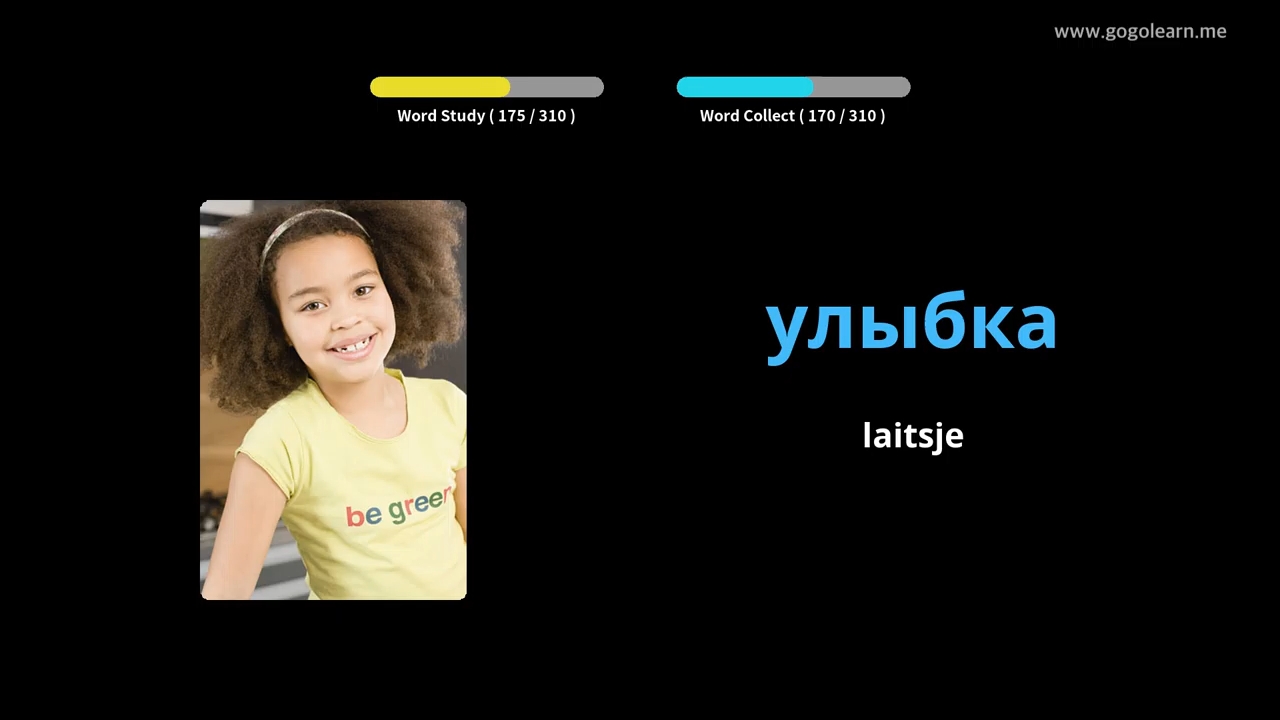 www.gogolearn.me
Word Study ( 175 / 310 )
Word Collect ( 170 / 310 )
улыбка
laitsje
be green